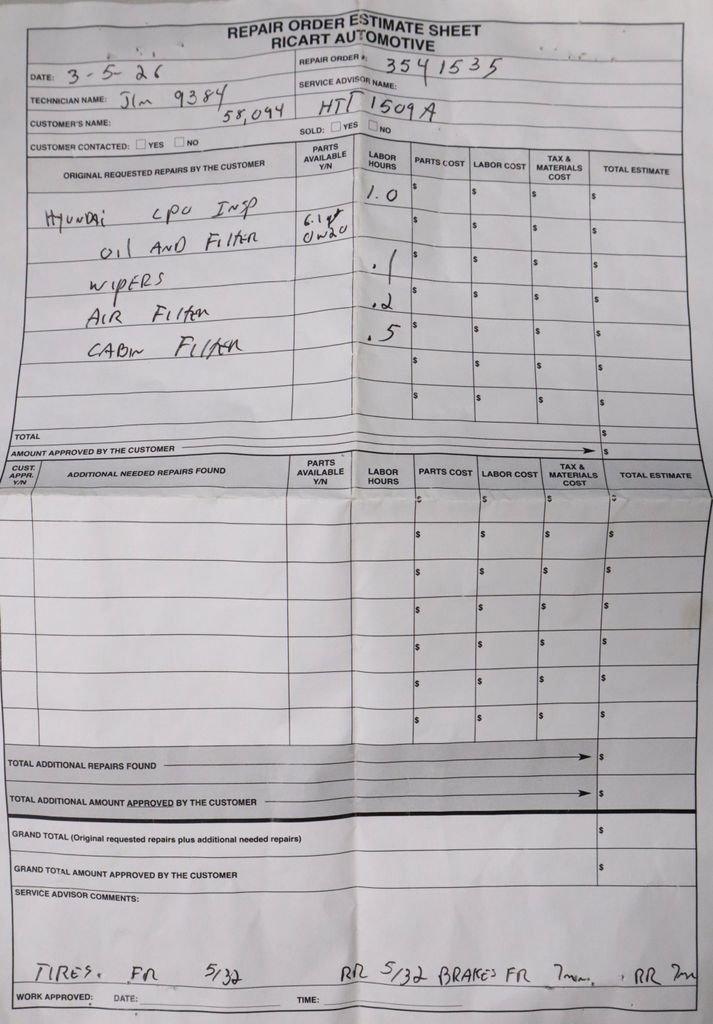 REPAIR ORDER ESTIMATE SHEET
RICART AUTOMOTIVE
DATE: 3-5-26
REPAIR ORDER #: 3541535
TECHNICIAN NAME: Jim 9384
SERVICE ADVISOR NAME:
CUSTOMER'S NAME: 58,094
HTT 1509A
CUSTOMER CONTACTED: YES NO
SOLD: YES NO
ORIGINAL REQUESTED REPAIRS BY THE CUSTOMER PARTS AVAILABLE Y/N LABOR HOURS PARTS COST LABOR COST TAX & MATERIALS COST TOTAL ESTIMATE
HYUNDAI CPO INSP 1.0 $ $ $ $
OIL AND FILTER 6.1 qt 0W20 $ $ $ $
WIPERS .1 $ $ $ $
AIR FILTER .2 $ $ $ $
CABIN FILTER .5 $ $ $ $
$ $ $ $
$ $ $ $
TOTAL $
AMOUNT APPROVED BY THE CUSTOMER $
CUST. APPR. Y/N ADDITIONAL NEEDED REPAIRS FOUND PARTS AVAILABLE Y/N LABOR HOURS PARTS COST LABOR COST TAX & MATERIALS COST TOTAL ESTIMATE
$ $ $ $
$ $ $ $
$ $ $ $
$ $ $ $
$ $ $ $
$ $ $ $
$ $ $ $
TOTAL ADDITIONAL REPAIRS FOUND $
TOTAL ADDITIONAL AMOUNT APPROVED BY THE CUSTOMER $
GRAND TOTAL (Original requested repairs plus additional needed repairs) $
GRAND TOTAL AMOUNT APPROVED BY THE CUSTOMER $
SERVICE ADVISOR COMMENTS:
TIRES. FR 5/32 RR 5/32 BRAKES FR 7mm. RR 7m
WORK APPROVED: DATE: TIME: